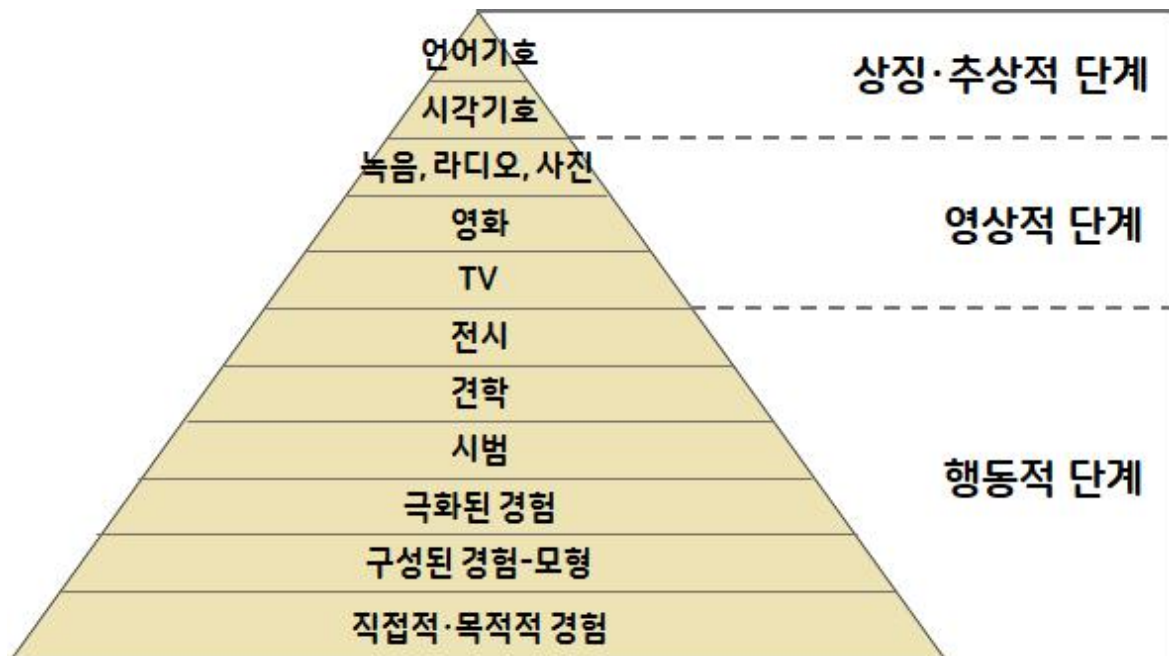 언어기호
시각기호
녹음, 라디오, 사진
영화
TV
전시
견학
시범
극화된 경험
구성된 경험-모형
직접적·목적적 경험
상징·추상적 단계
영상적 단계
행동적 단계